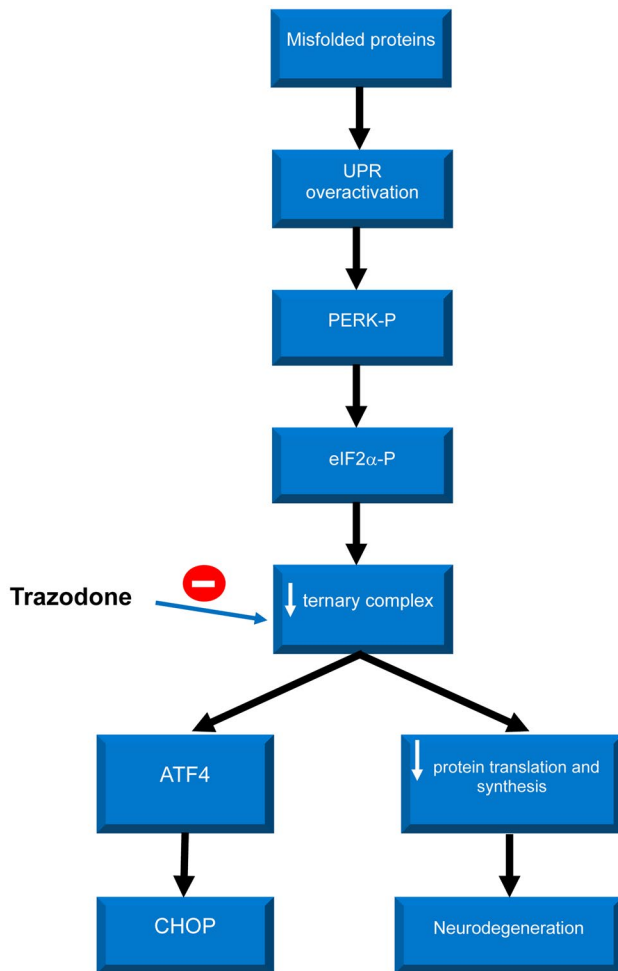 Misfolded proteins
UPR
overactivation
PERK-P
eIF2α-P
Trazodone
ternary complex
ATF4
protein translation and
synthesis
CHOP
Neurodegeneration